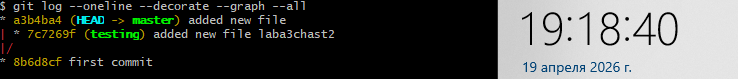 $ git log --oneline --decorate --graph --all
* a3b4ba4 (HEAD -> master) added new file
| * 7c7269f (testing) added new file laba3chast2
|/
* 8b6d8cf first commit
19:18:40
19 апреля 2026 г.